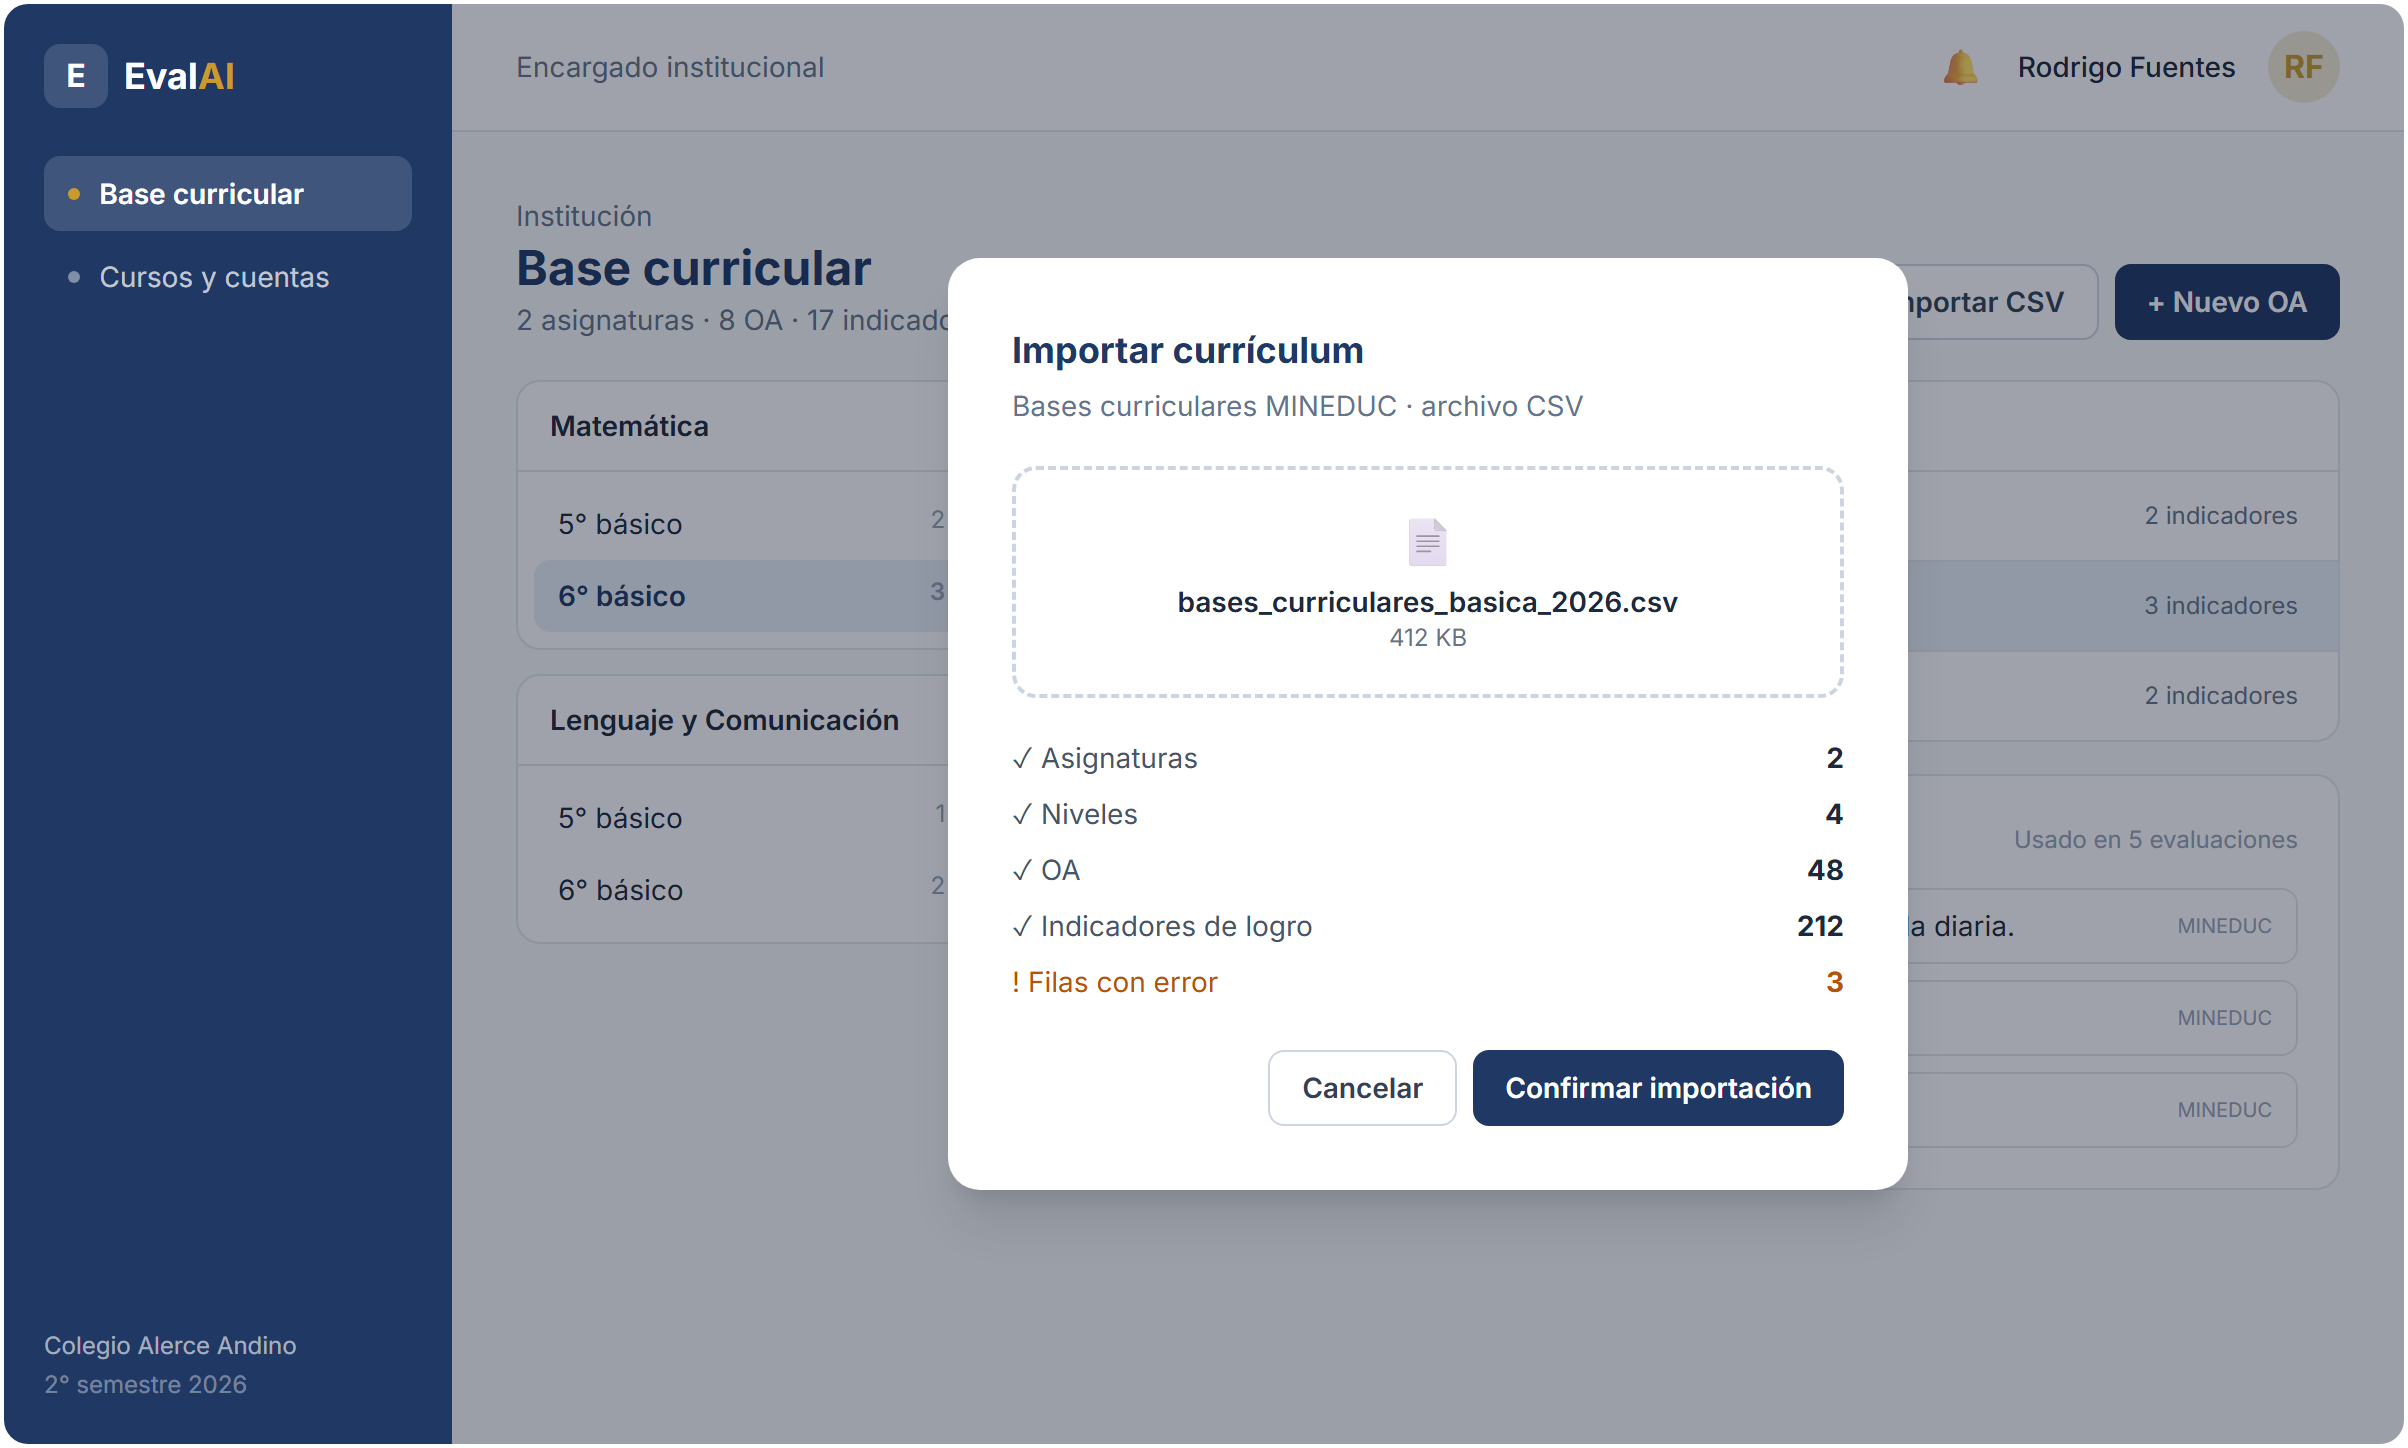 E EvalAI
Base curricular
Cursos y cuentas
Colegio Alerce Andino
2° semestre 2026
Encargado institucional
Rodrigo Fuentes RF
Institución
Base curricular
2 asignaturas · 8 OA · 17
CSV
+ Nuevo OA
Matemática
5° básico 2
6° básico 3
Lenguaje y Comunicación
5° básico 1
6° básico 2
Importar currículum
Bases curriculares MINEDUC · archivo CSV
bases_curriculares_basica_2026.csv
412 KB
✓ Asignaturas 2
✓ Niveles 4
✓ OA 48
✓ Indicadores de logro 212
! Filas con error 3
Cancelar
Confirmar importación
2 indicadores
3 indicadores
2 indicadores
Usado en 5 evaluaciones
diaria. MINEDUC
MINEDUC
MINEDUC